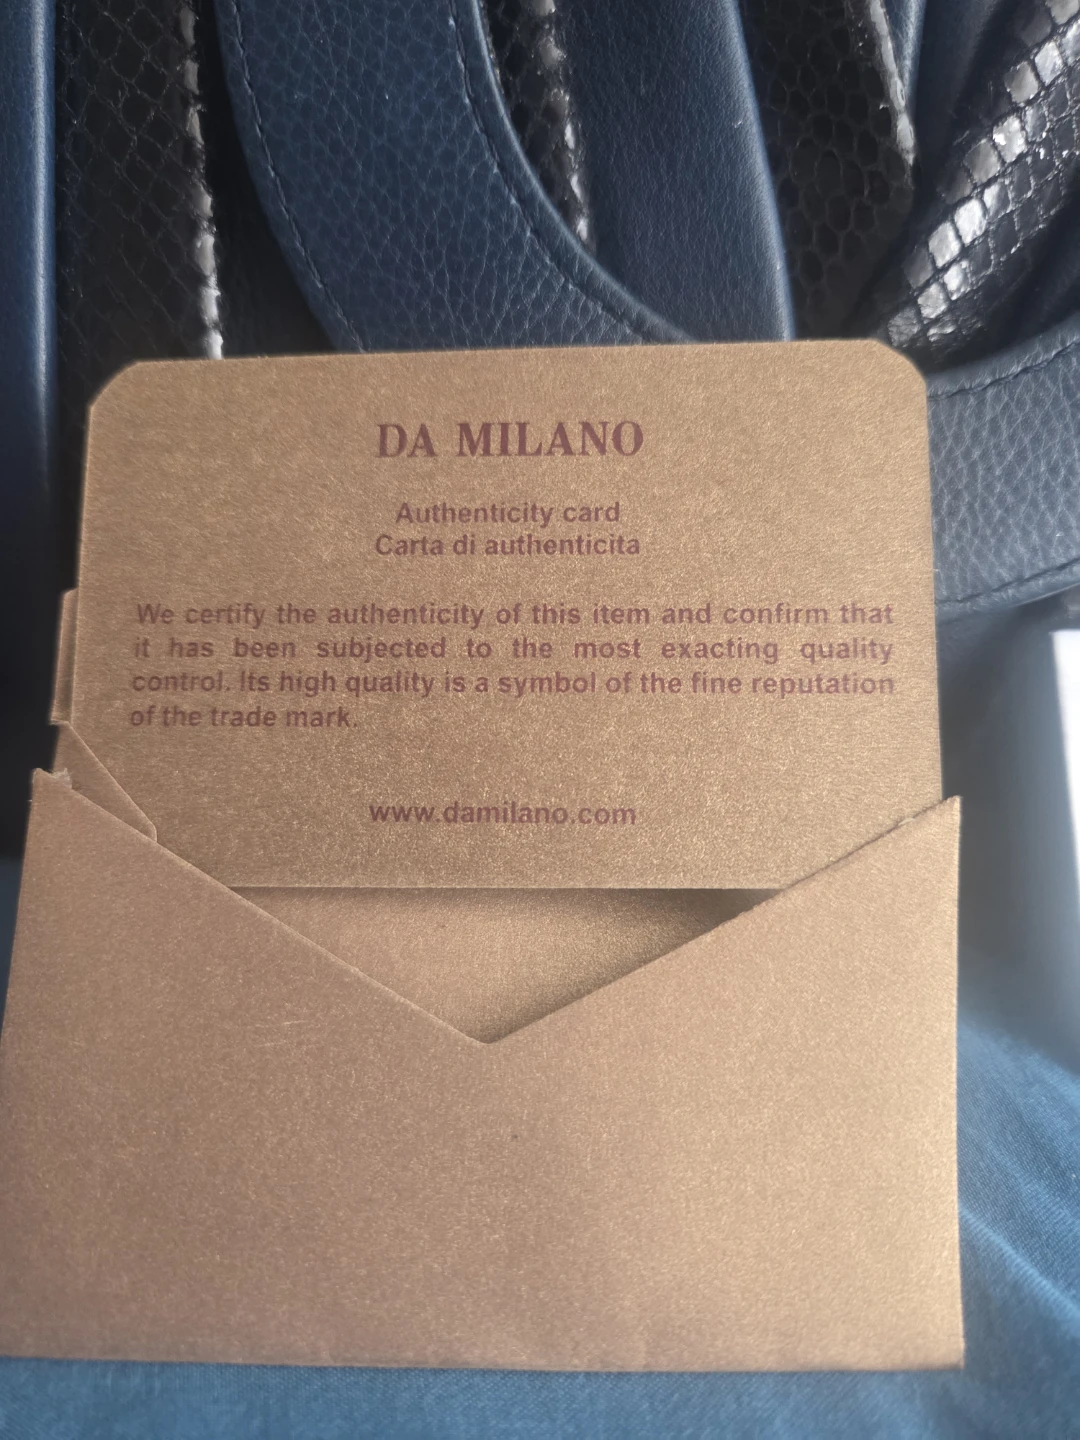 DA MILANO
Authenticity card
Carta di authenticita
We certify the authenticity of this item and confirm that
it has been subjected to the most exacting quality
control. Its high quality is a symbol of the fine reputation
of the trade mark.
www.damilano.com